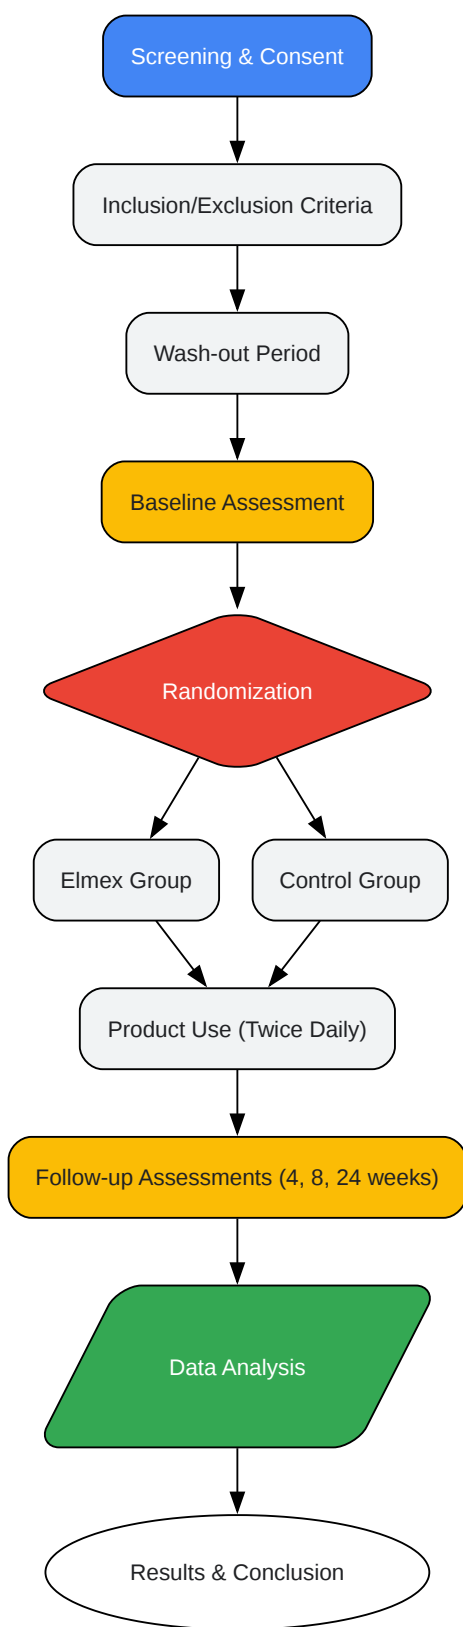 Screening & Consent
Inclusion/Exclusion Criteria
Wash-out Period
Baseline Assessment
Randomization
Elmex Group
Control Group
Product Use (Twice Daily)
Follow-up Assessments (4, 8, 24 weeks)
Data Analysis
Results & Conclusion